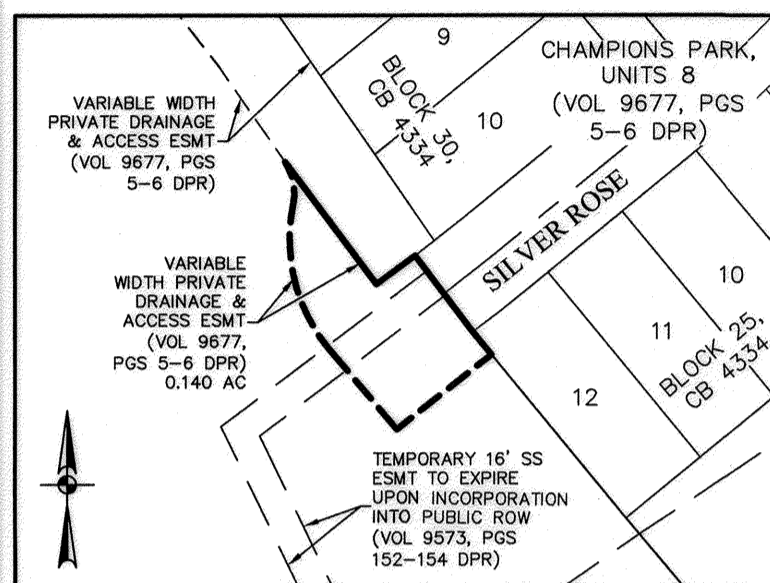 9
CHAMPIONS PARK,
UNITS 8
(VOL 9677, PGS
5-6 DPR)
BLOCK 30,
CB 4334
10
VARIABLE WIDTH
PRIVATE DRAINAGE
& ACCESS ESMT
(VOL 9677, PGS
5-6 DPR)
SILVER ROSE
VARIABLE
WIDTH PRIVATE
DRAINAGE &
ACCESS ESMT
(VOL 9677,
PGS 5-6 DPR)
0.140 AC
10
11
BLOCK 25,
CB 4334
12
TEMPORARY 16' SS
ESMT TO EXPIRE
UPON INCORPORATION
INTO PUBLIC ROW
(VOL 9573, PGS
152-154 DPR)